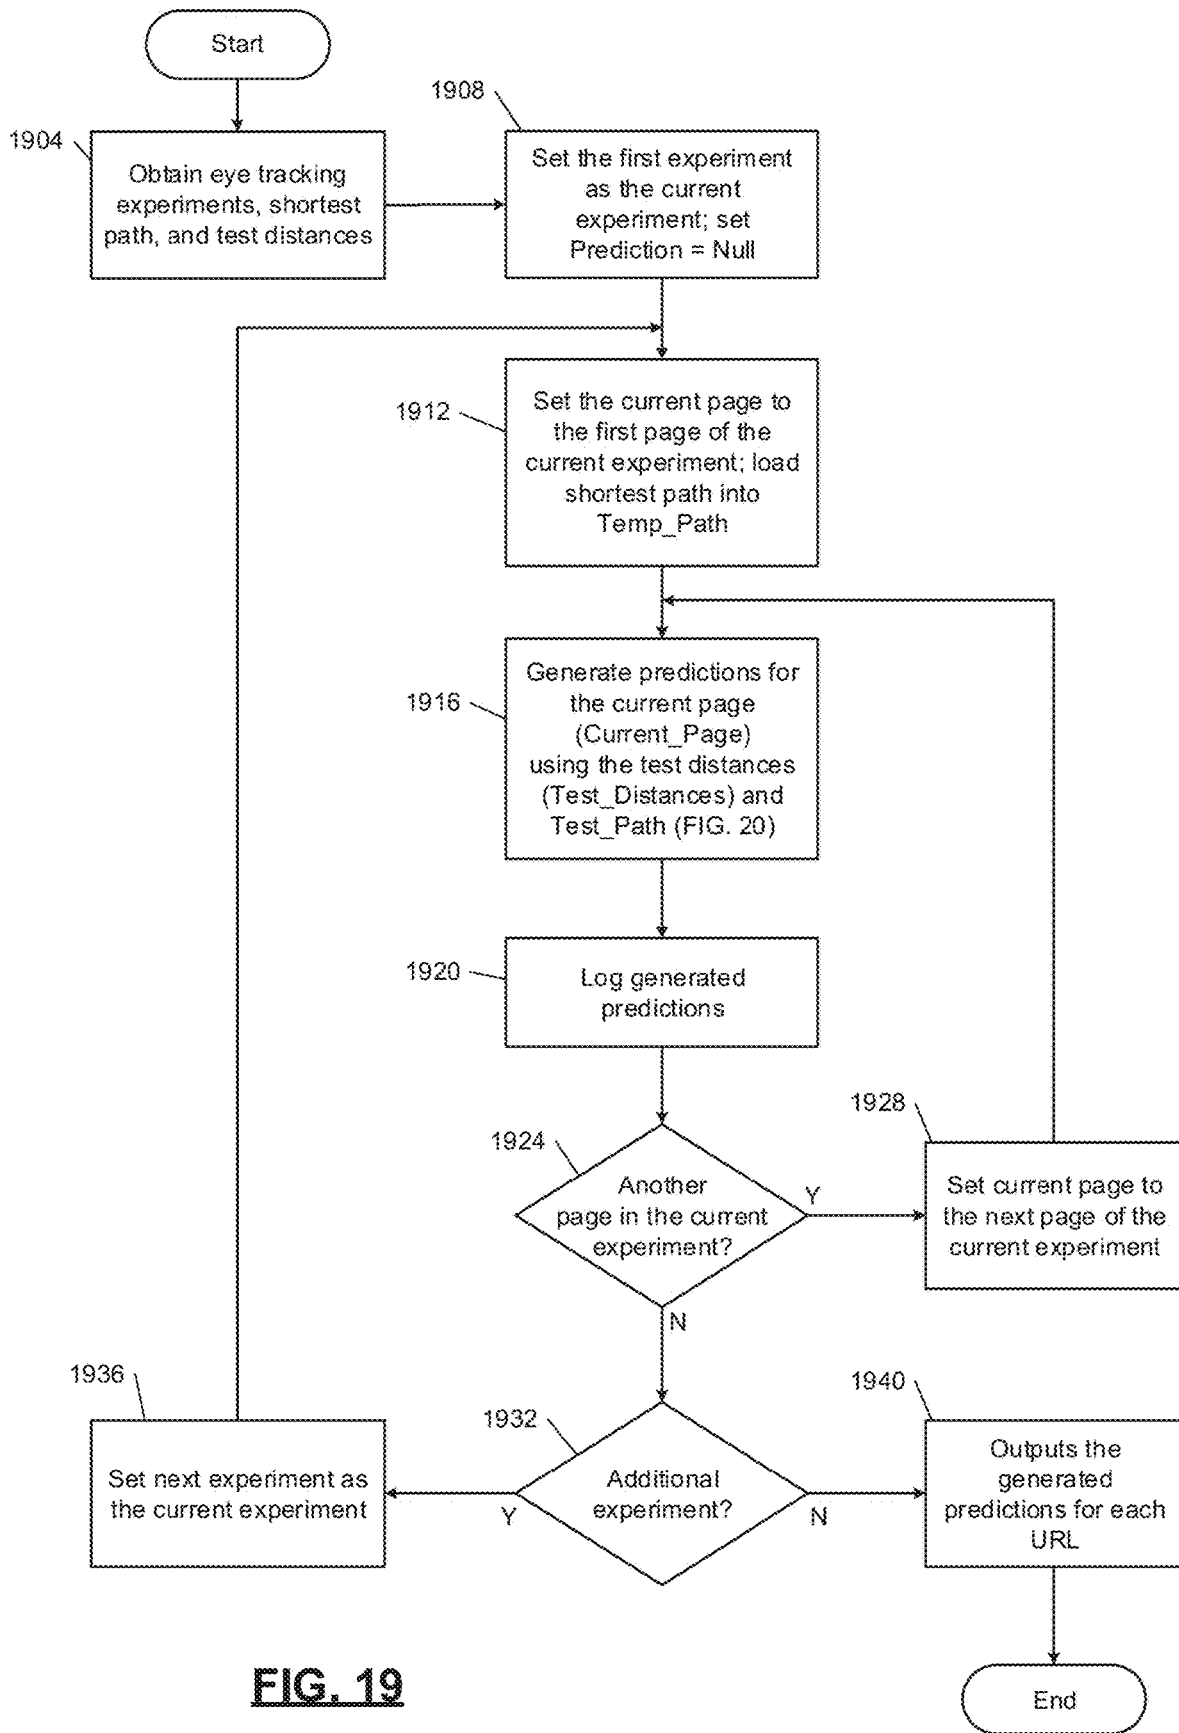 Start
1904
Obtain eye tracking
experiments, shortest
path, and test distances
1908
Set the first experiment
as the current
experiment; set
Prediction = Null
1912
Set the current page to
the first page of the
current experiment; load
shortest path into
Temp_Path
1916
Generate predictions for
the current page
(Current_Page)
using the test distances
(Test_Distances) and
Test_Path (FIG. 20)
1920
Log generated
predictions
1924
Another
page in the current
experiment?
Y
N
1928
Set current page to
the next page of the
current experiment
1932
Additional
experiment?
Y
N
1936
Set next experiment as
the current experiment
1940
Outputs the
generated
predictions for each
URL
End
FIG. 19